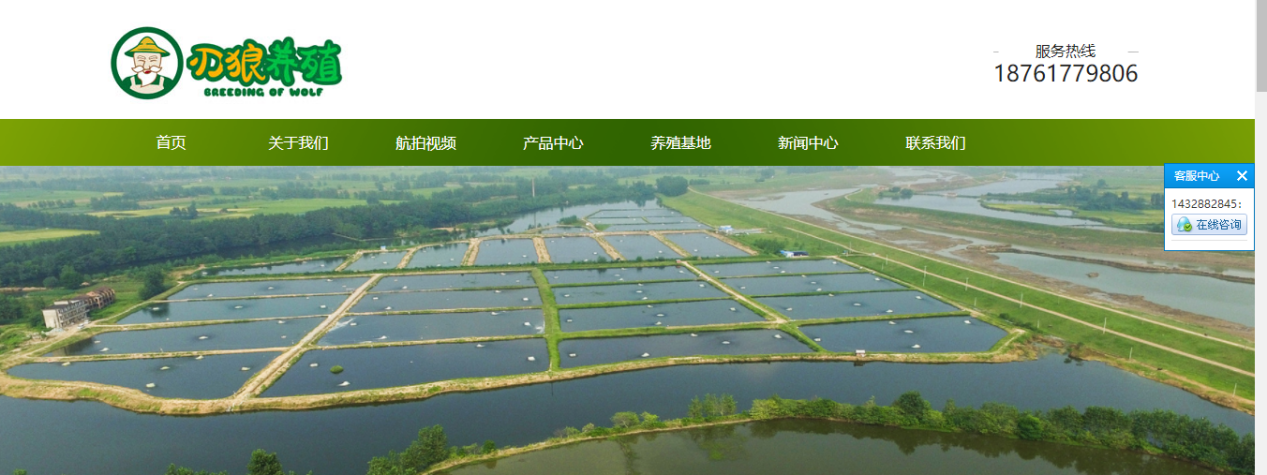 刃狼养殖
BREEDING OF WOLF
服务热线
18761779806
首页 关于我们 航拍视频 产品中心 养殖基地 新闻中心 联系我们
客服中心
1432882845:
在线咨询